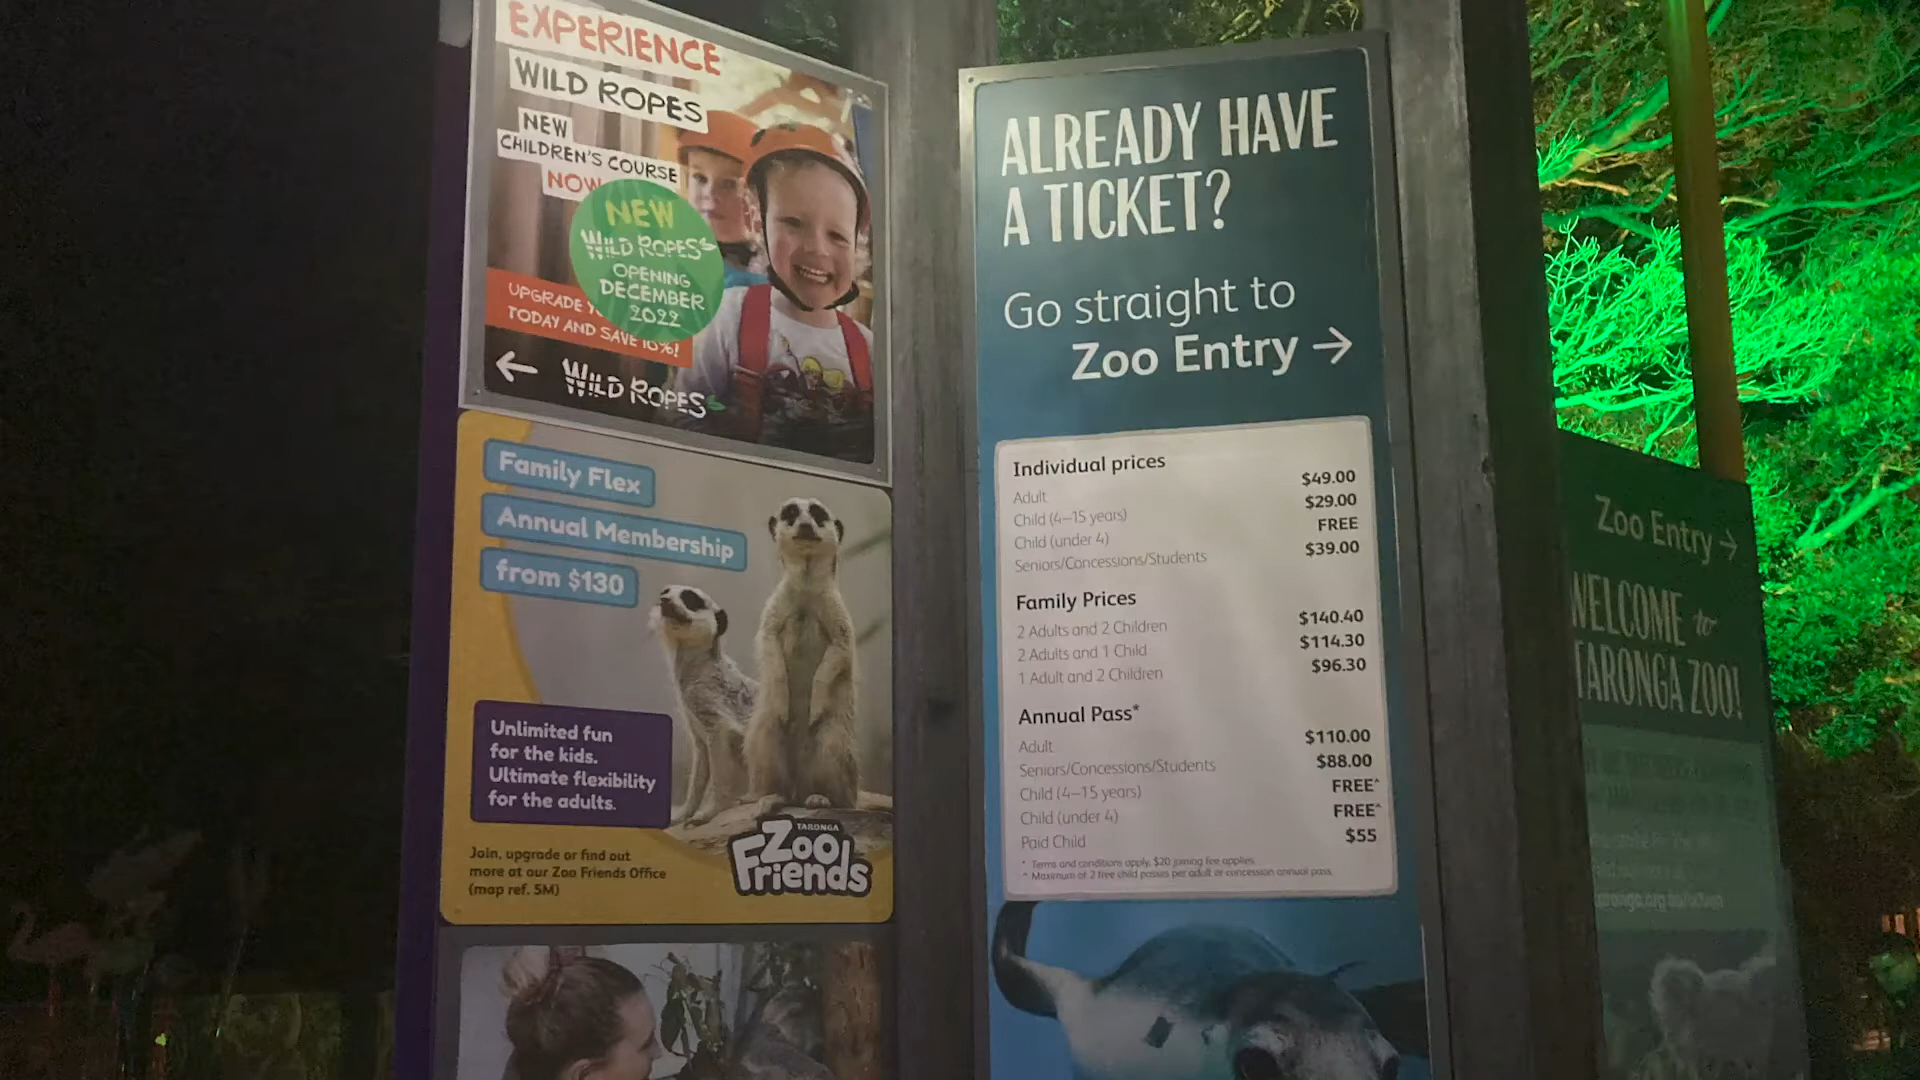 EXPERIENCE
WILD ROPES
NEW
CHILDREN'S COURSE
NOW
NEW
WILD ROPES
OPENING
DECEMBER
2022
UPGRADE
TODAY AND SAVE 10%!
← WILD ROPES
Family Flex
Annual Membership
from $130
Unlimited fun
for the kids.
Ultimate flexibility
for the adults.
Join, upgrade or find out
more at our Zoo Friends Office
(map ref. 5M)
TARONGA
Zoo
Friends
ALREADY HAVE
A TICKET?
Go straight to
Zoo Entry →
Individual prices
Adult $49.00
Child (4–15 years) $29.00
Child (under 4) FREE
Seniors/Concessions/Students $39.00
Family Prices
2 Adults and 2 Children $140.40
2 Adults and 1 Child $114.30
1 Adult and 2 Children $96.30
Annual Pass*
Adult $110.00
Seniors/Concessions/Students $88.00
Child (4–15 years) FREE^
Child (under 4) FREE^
Paid Child $55
* Terms and conditions apply, $20 joining fee applies.
^ Maximum of 2 free child passes per adult or concession annual pass.
Zoo Entry →
WELCOME to
TARONGA ZOO!